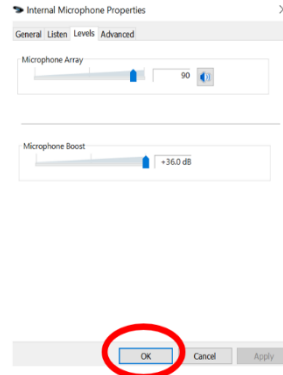 Internal Microphone Properties
General Listen Levels Advanced
Microphone Array
90
Microphone Boost
+36.0 dB
OK Cancel Apply